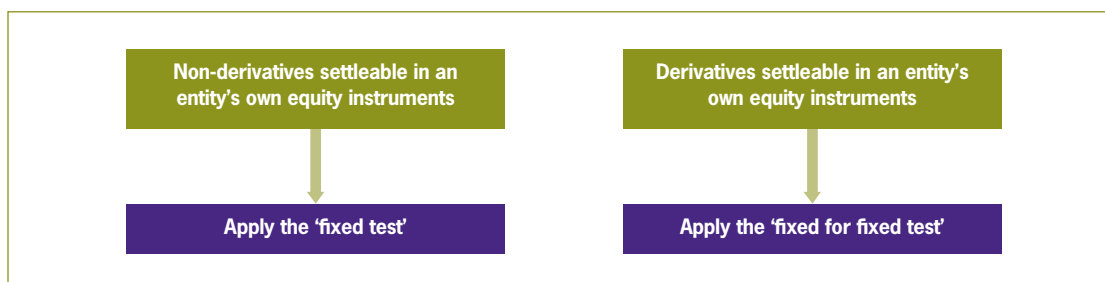 Non-derivatives settleable in an
entity’s own equity instruments
Apply the ‘fixed test’
Derivatives settleable in an entity’s
own equity instruments
Apply the ‘fixed for fixed test’